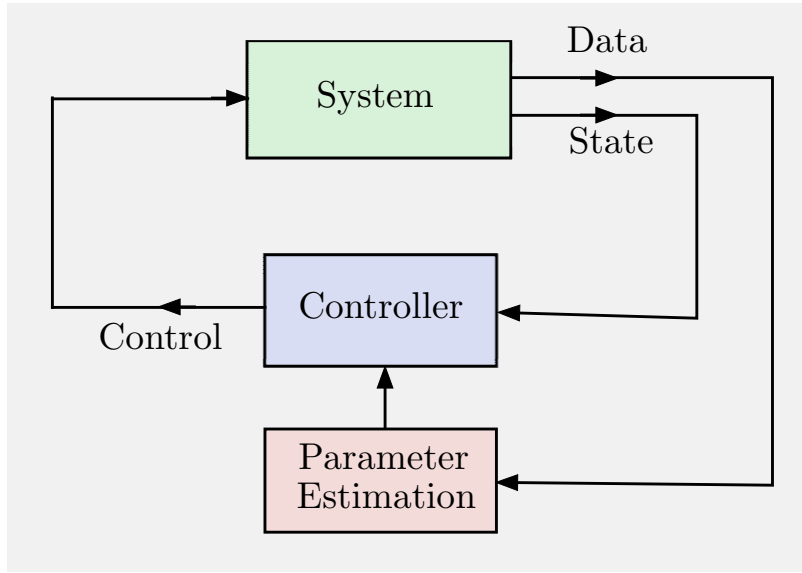 Data
System
State
Controller
Control
Parameter
Estimation